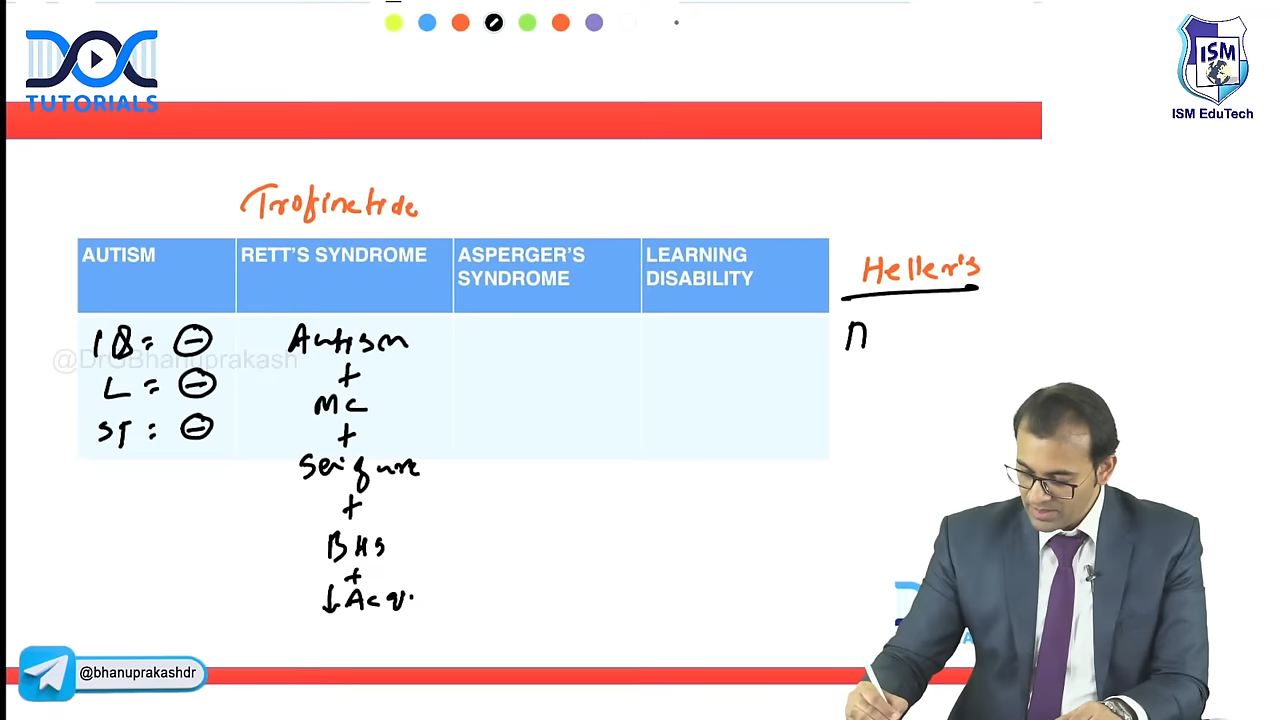 DOC
TUTORIALS
ISM
ISM EduTech
Trofinetide
AUTISM
RETT'S SYNDROME
ASPERGER'S
SYNDROME
LEARNING
DISABILITY
Heller's
IQ = -
L = -
ST : -
@DrGBhanuprakash
Autism
+
MC
+
Seizure
+
BHS
+
↓Acq.
n
@bhanuprakashdr